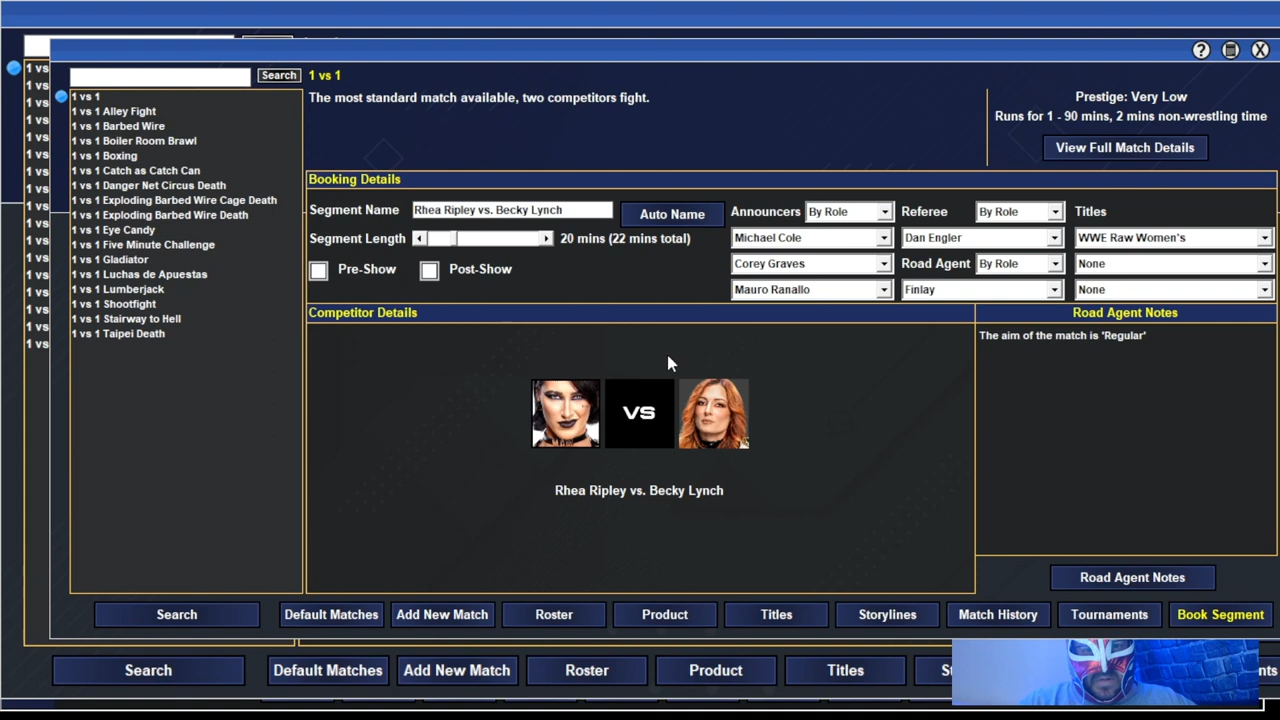 1 vs
Search
1 vs 1
The most standard match available, two competitors fight.
Prestige: Very Low
Runs for 1 - 90 mins, 2 mins non-wrestling time
View Full Match Details
1 vs 1
1 vs 1 Alley Fight
1 vs 1 Barbed Wire
1 vs 1 Boiler Room Brawl
1 vs 1 Boxing
1 vs 1 Catch as Catch Can
1 vs 1 Danger Net Circus Death
1 vs 1 Exploding Barbed Wire Cage Death
1 vs 1 Exploding Barbed Wire Death
1 vs 1 Eye Candy
1 vs 1 Five Minute Challenge
1 vs 1 Gladiator
1 vs 1 Luchas de Apuestas
1 vs 1 Lumberjack
1 vs 1 Shootfight
1 vs 1 Stairway to Hell
1 vs 1 Taipei Death
Booking Details
Segment Name Rhea Ripley vs. Becky Lynch Auto Name Announcers By Role Referee By Role Titles
Segment Length 20 mins (22 mins total) Michael Cole Dan Engler WWE Raw Women's
Pre-Show Post-Show Corey Graves Road Agent By Role None
Mauro Ranallo Finlay None
Competitor Details
Road Agent Notes
The aim of the match is 'Regular'
VS
Rhea Ripley vs. Becky Lynch
Road Agent Notes
Search Default Matches Add New Match Roster Product Titles Storylines Match History Tournaments Book Segment
Search Default Matches Add New Match Roster Product Titles